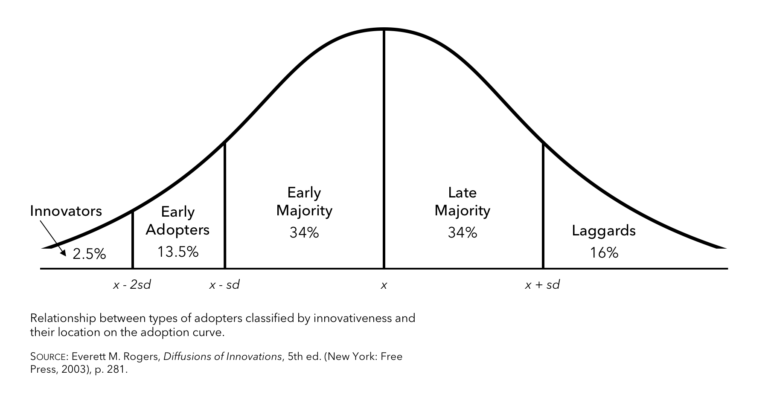 Innovators
2.5%
Early
Adopters
13.5%
Early
Majority
34%
Late
Majority
34%
Laggards
16%
x - 2sd
x - sd
x
x + sd
Relationship between types of adopters classified by innovativeness and
their location on the adoption curve.
SOURCE: Everett M. Rogers, Diffusions of Innovations, 5th ed. (New York: Free
Press, 2003), p. 281.